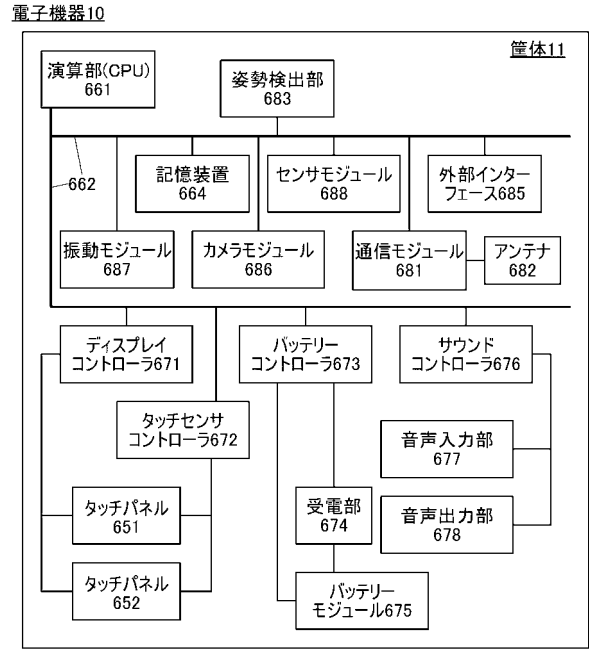 電子機器10
筐体11
演算部(CPU)
661
姿勢検出部
683
662
記憶装置
664
センサモジュール
688
外部インター
フェース685
振動モジュール
687
カメラモジュール
686
通信モジュール
681
アンテナ
682
ディスプレイ
コントローラ671
バッテリー
コントローラ673
サウンド
コントローラ676
タッチセンサ
コントローラ672
音声入力部
677
タッチパネル
651
受電部
674
音声出力部
678
タッチパネル
652
バッテリー
モジュール675